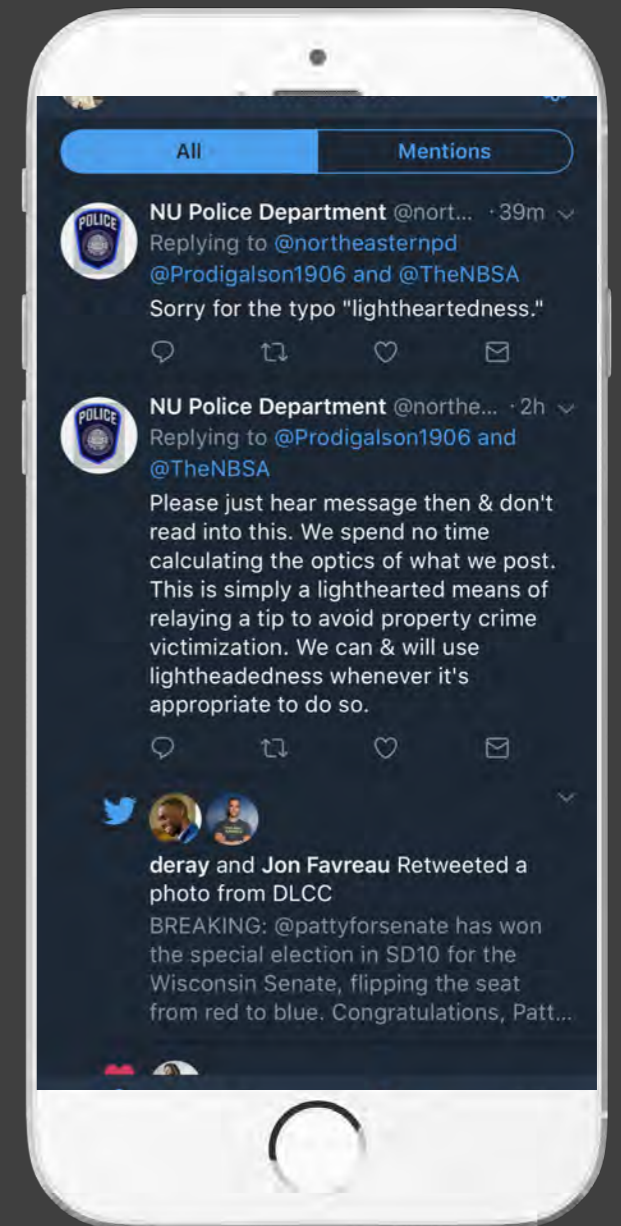 All
Mentions
POLICE
NU Police Department @nort... · 39m
Replying to @northeasternpd
@Prodigalson1906 and @TheNBSA
Sorry for the typo "lightheartedness."
POLICE
NU Police Department @northe... · 2h
Replying to @Prodigalson1906 and
@TheNBSA
Please just hear message then & don't
read into this. We spend no time
calculating the optics of what we post.
This is simply a lighthearted means of
relaying a tip to avoid property crime
victimization. We can & will use
lightheadedness whenever it's
appropriate to do so.
deray and Jon Favreau Retweeted a
photo from DLCC
BREAKING: @pattyforsenate has won
the special election in SD10 for the
Wisconsin Senate, flipping the seat
from red to blue. Congratulations, Patt...